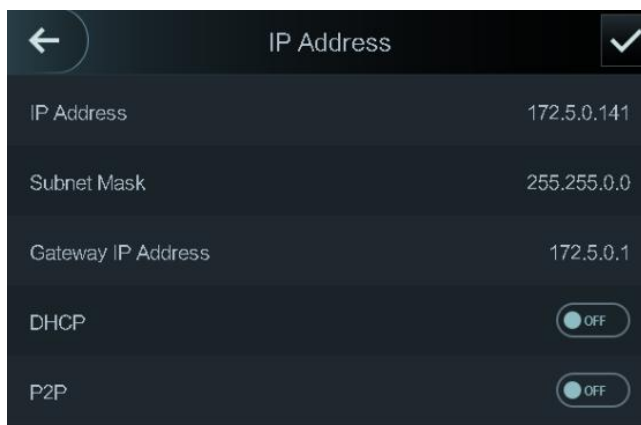 IP Address
IP Address 172.5.0.141
Subnet Mask 255.255.0.0
Gateway IP Address 172.5.0.1
DHCP OFF
P2P OFF